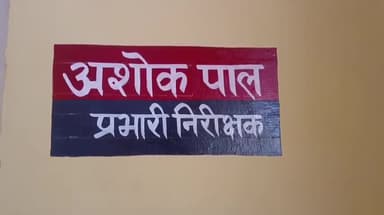 अशोक पाल
प्रभारी निरीक्षक